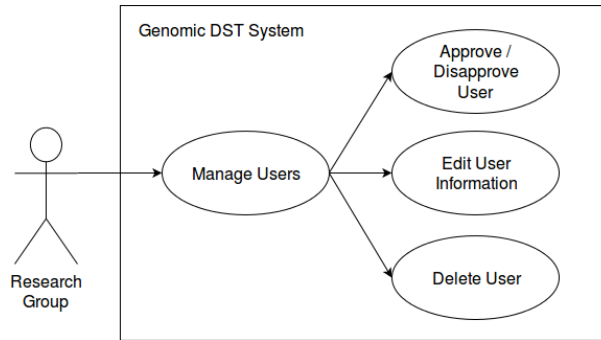 Genomic DST System
Approve /
Disapprove
User
Manage Users
Edit User
Information
Delete User
Research
Group